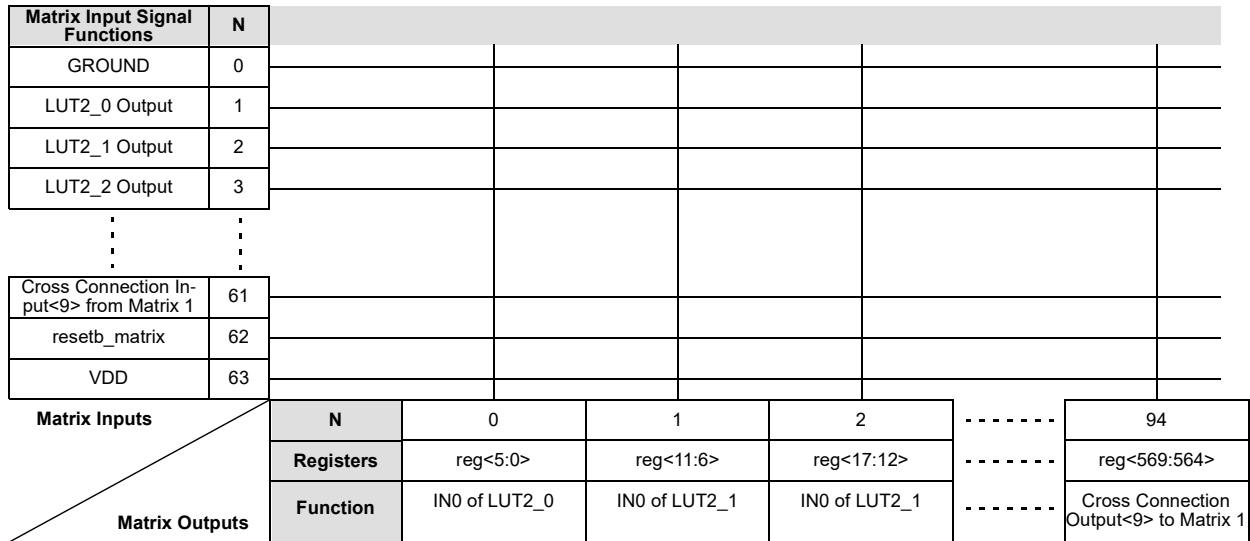 Matrix Input Signal
Functions
N
GROUND 0
LUT2_0 Output 1
LUT2_1 Output 2
LUT2_2 Output 3
Cross Connection In-
put<9> from Matrix 1
61
resetb_matrix 62
VDD 63
Matrix Inputs
Matrix Outputs
N 0 1 2 94
Registers reg<5:0> reg<11:6> reg<17:12> reg<569:564>
Function IN0 of LUT2_0 IN0 of LUT2_1 IN0 of LUT2_1
Cross Connection
Output<9> to Matrix 1